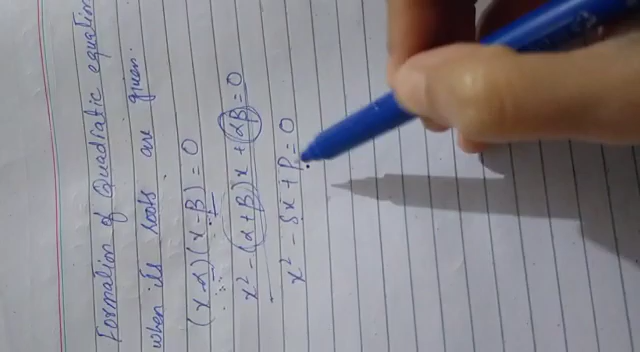 Formation of Quadratic equation
when its roots are given.
(x-α)(x-β)=0
x²-(α+β)x+αβ=0
x²-Sx+P=0